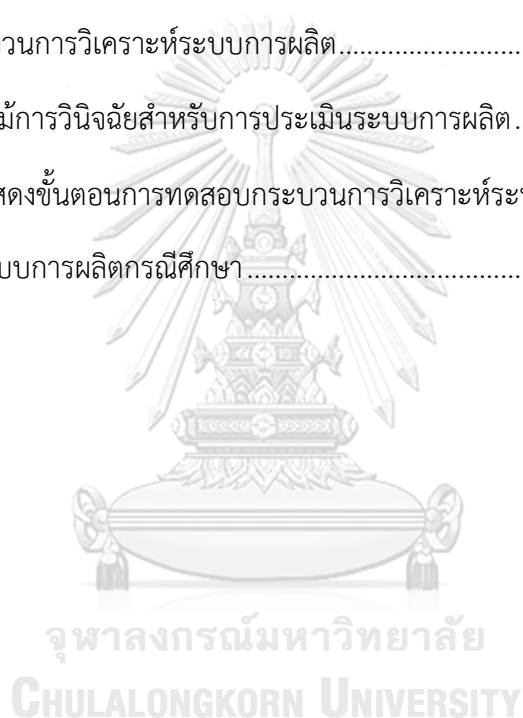 วนการวิเคราะห์ระบบการผลิต........................
ม้การวินิจฉัยสำหรับการประเมินระบบการผลิต.
สดงขั้นตอนการทดสอบกระบวนการวิเคราะห์ระบ
บบการผลิตกรณีศึกษา....................................
จุฬาลงกรณ์มหาวิทยาลัย
CHULALONGKORN UNIVERSITY